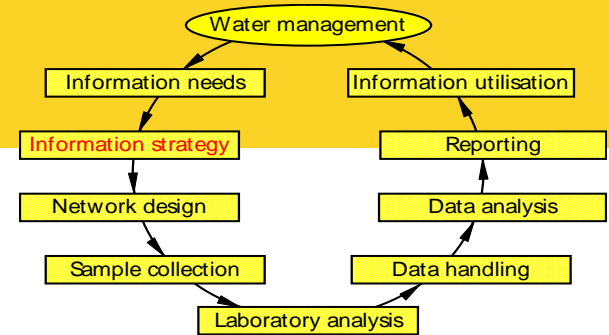 Water management
Information needs
Information utilisation
Information strategy
Reporting
Network design
Data analysis
Sample collection
Data handling
Laboratory analysis